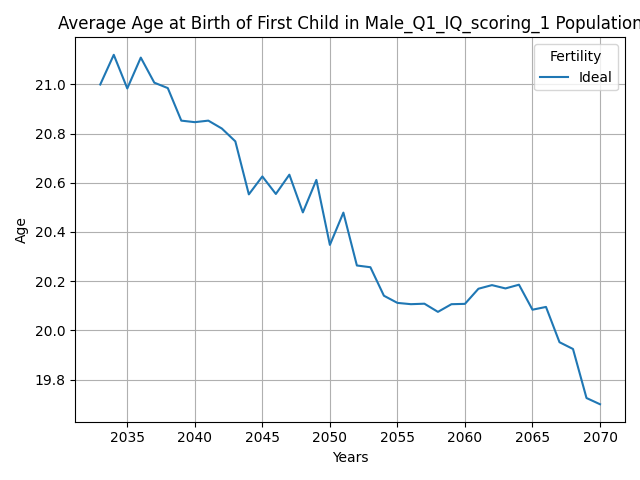 Average Age at Birth of First Child in Male_Q1_IQ_scoring_1 Population
Fertility
Ideal
21.0
20.8
20.6
20.4
20.2
20.0
19.8
Age
2035 2040 2045 2050 2055 2060 2065 2070
Years